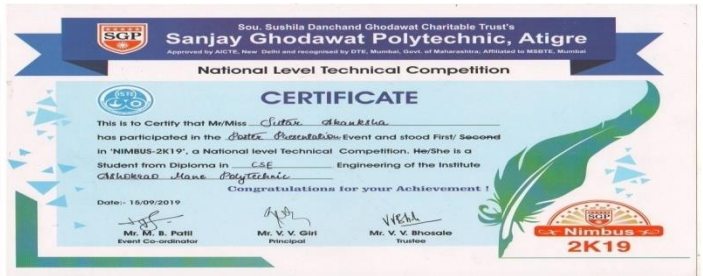 SGP
Sou. Sushila Danchand Ghodawat Charitable Trust's
Sanjay Ghodawat Polytechnic, Atigre
Approved by AICTE, New Delhi and recognised by DTE, Mumbai, Govt. of Maharashtra; Affiliated to MSBTE, Mumbai
National Level Technical Competition
ISTE
CERTIFICATE
This is to Certify that Mr/Miss Sutar Akanksha
has participated in the Poster Presentation Event and stood First/ Second
in 'NIMBUS-2K19', a National level Technical Competition. He/She is a
Student from Diploma in CSE Engineering of the Institute
Ashokrao Mane Polytechnic
Congratulations for your Achievement !
Date:- 15/09/2019
Mr. M. B. Patil
Event Co-ordinator
Mr. V. V. Giri
Principal
Mr. V. V. Bhosale
Trustee
SGP
Nimbus
2K19